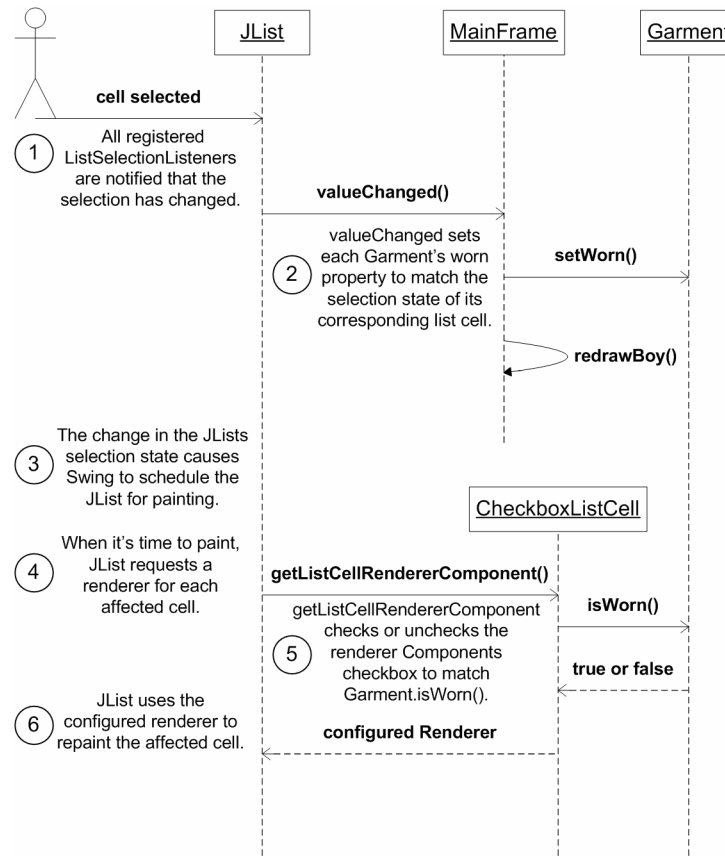 JList
MainFrame
Garment
cell selected
1
All registered
ListSelectionListeners
are notified that the
selection has changed.
valueChanged()
2
valueChanged sets
each Garment's worn
property to match the
selection state of its
corresponding list cell.
setWorn()
redrawBoy()
3
The change in the JLists
selection state causes
Swing to schedule the
JList for painting.
CheckboxListCell
4
When it's time to paint,
JList requests a
renderer for each
affected cell.
getListCellRendererComponent()
isWorn()
5
getListCellRendererComponent
checks or unchecks the
renderer Components
checkbox to match
Garment.isWorn().
true or false
6
JList uses the
configured renderer to
repaint the affected cell.
configured Renderer